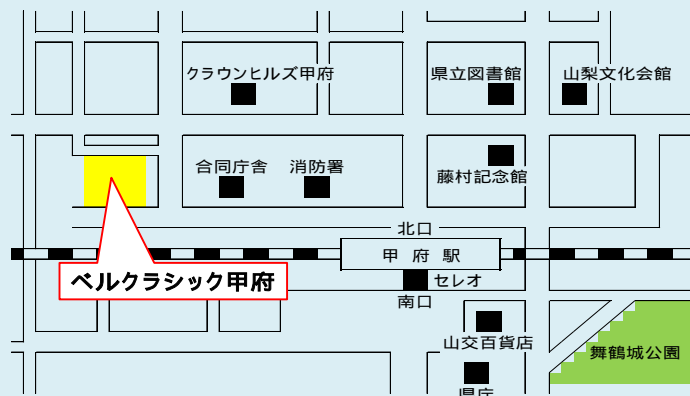 クラウンヒルズ甲府
県立図書館
山梨文化会館
合同庁舎
消防署
藤村記念館
北口
甲府駅
ベルクラシック甲府
セレオ
南口
山交百貨店
舞鶴城公園
県庁